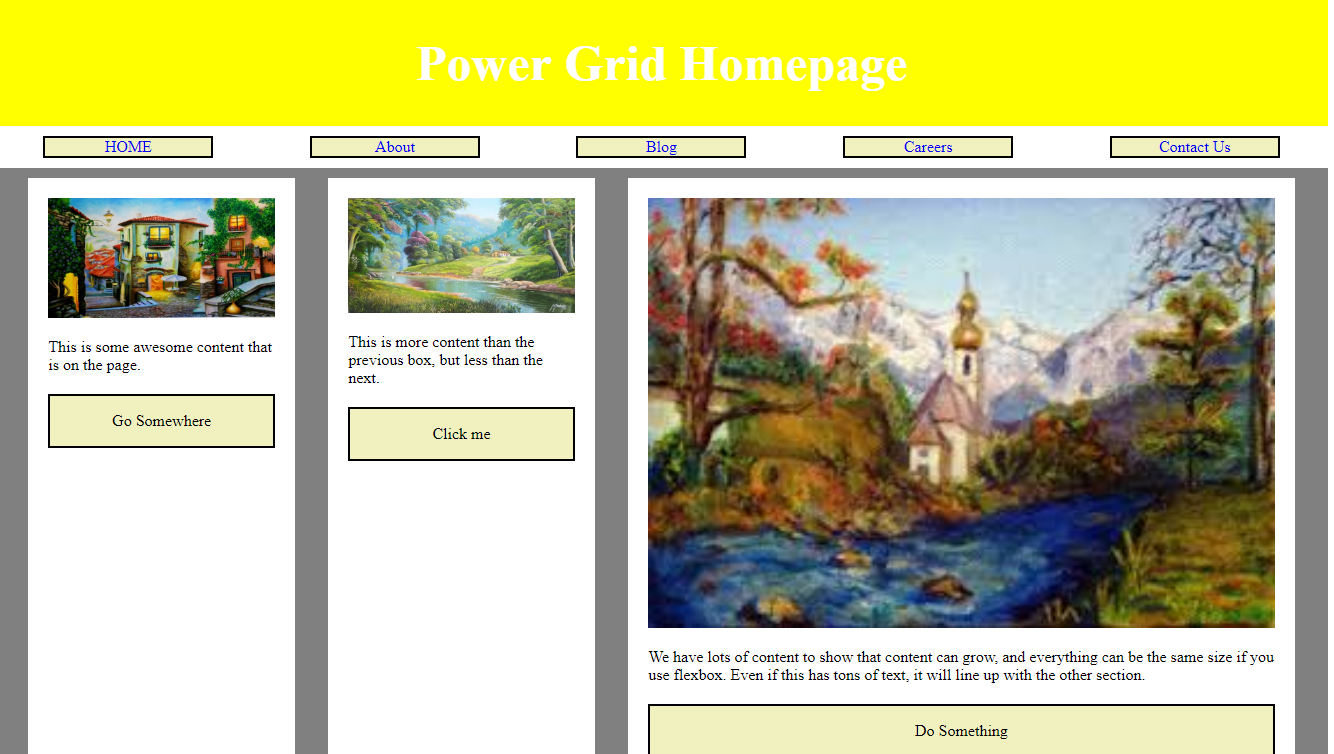 Power Grid Homepage
HOME
About
Blog
Careers
Contact Us
This is some awesome content that
is on the page.
Go Somewhere
This is more content than the
previous box, but less than the
next.
Click me
We have lots of content to show that content can grow, and everything can be the same size if you
use flexbox. Even if this has tons of text, it will line up with the other section.
Do Something